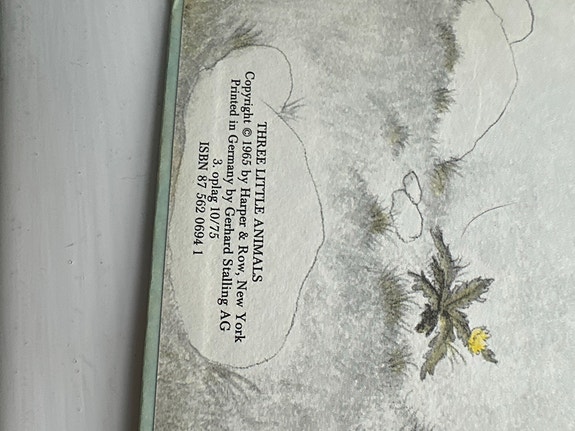 THREE LITTLE ANIMALS
Copyright © 1965 by Harper & Row, New York
Printed in Germany by Gerhard Stalling AG
3. oplag 10/75
ISBN 87 562 0694 1